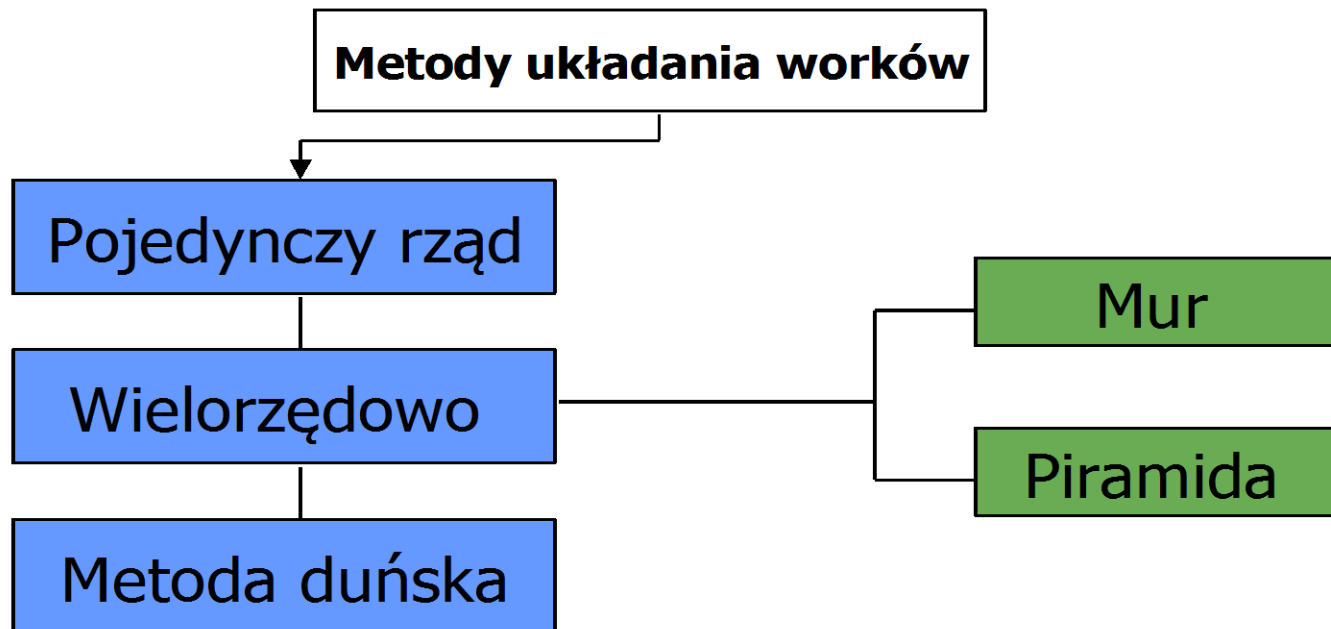 Metody układania worków
Pojedynczy rząd
Mur
Wielorzędowo
Piramida
Metoda duńska